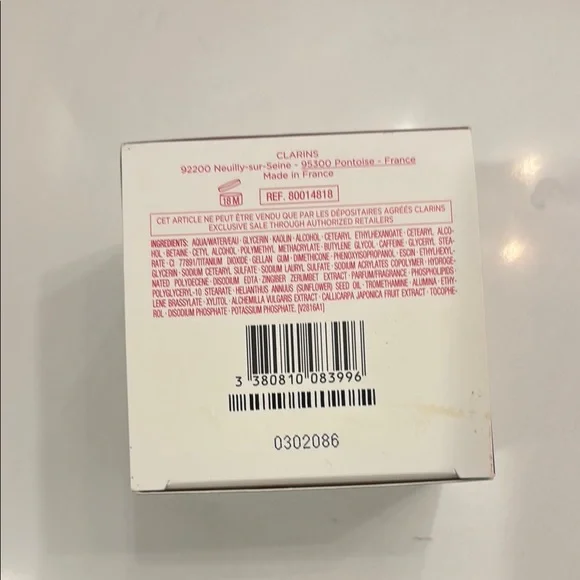 CLARINS
92200 Neuilly-sur-Seine - 95300 Pontoise - France
Made in France
18 M
REF. 80014818
CET ARTICLE NE PEUT ÊTRE VENDU QUE PAR LES DÉPOSITAIRES AGRÉÉS CLARINS
EXCLUSIVE SALE THROUGH AUTHORIZED RETAILERS
INGREDIENTS: AQUA/WATER/EAU · GLYCERIN · KAOLIN · ALCOHOL · CETEARYL ETHYLHEXANOATE · CETEARYL ALCO-
HOL · BETAINE · CETYL ALCOHOL · POLYMETHYL METHACRYLATE · BUTYLENE GLYCOL · CAFFEINE · GLYCERYL STEA-
RATE · CI 77891/TITANIUM DIOXIDE · GELLAN GUM · DIMETHICONE · PHENOXYISOPROPANOL · ESCIN · ETHYLHEXYL-
GLYCERIN · SODIUM CETEARYL SULFATE · SODIUM LAURYL SULFATE · SODIUM ACRYLATES COPOLYMER · HYDROGE-
NATED POLYDECENE · DISODIUM EDTA · ZINGIBER ZERUMBET EXTRACT · PARFUM/FRAGRANCE · PHOSPHOLIPIDS ·
POLYGLYCERYL-10 STEARATE · HELIANTHUS ANNUUS (SUNFLOWER) SEED OIL · TROMETHAMINE · ALUMINA · ETHY-
LENE BRASSYLATE · XYLITOL · ALCHEMILLA VULGARIS EXTRACT · CALLICARPA JAPONICA FRUIT EXTRACT · TOCOPHE-
ROL · DISODIUM PHOSPHATE · POTASSIUM PHOSPHATE. [V2816A1]
3 380810 083996
0302086